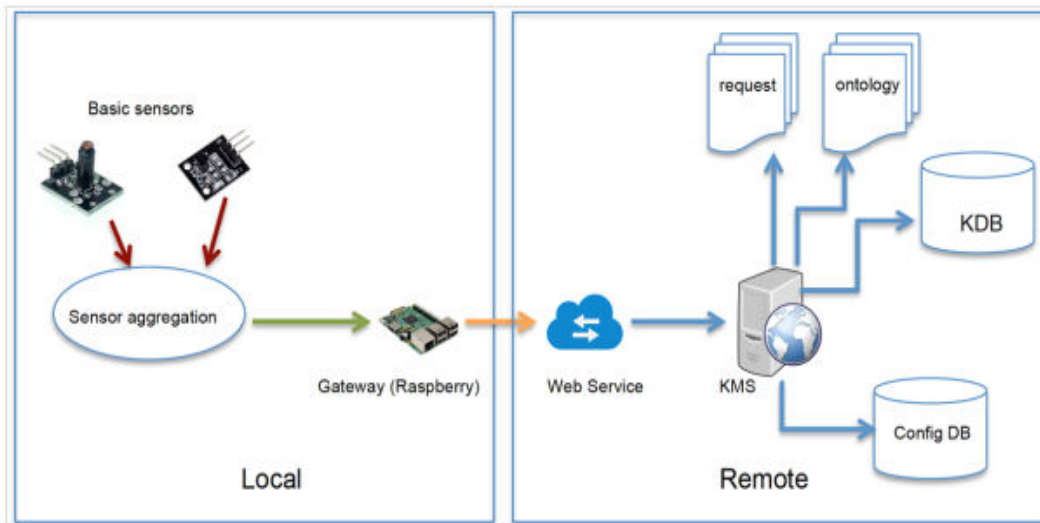 Basic sensors
Sensor aggregation
Gateway (Raspberry)
Local
request
ontology
KDB
Web Service
KMS
Config DB
Remote